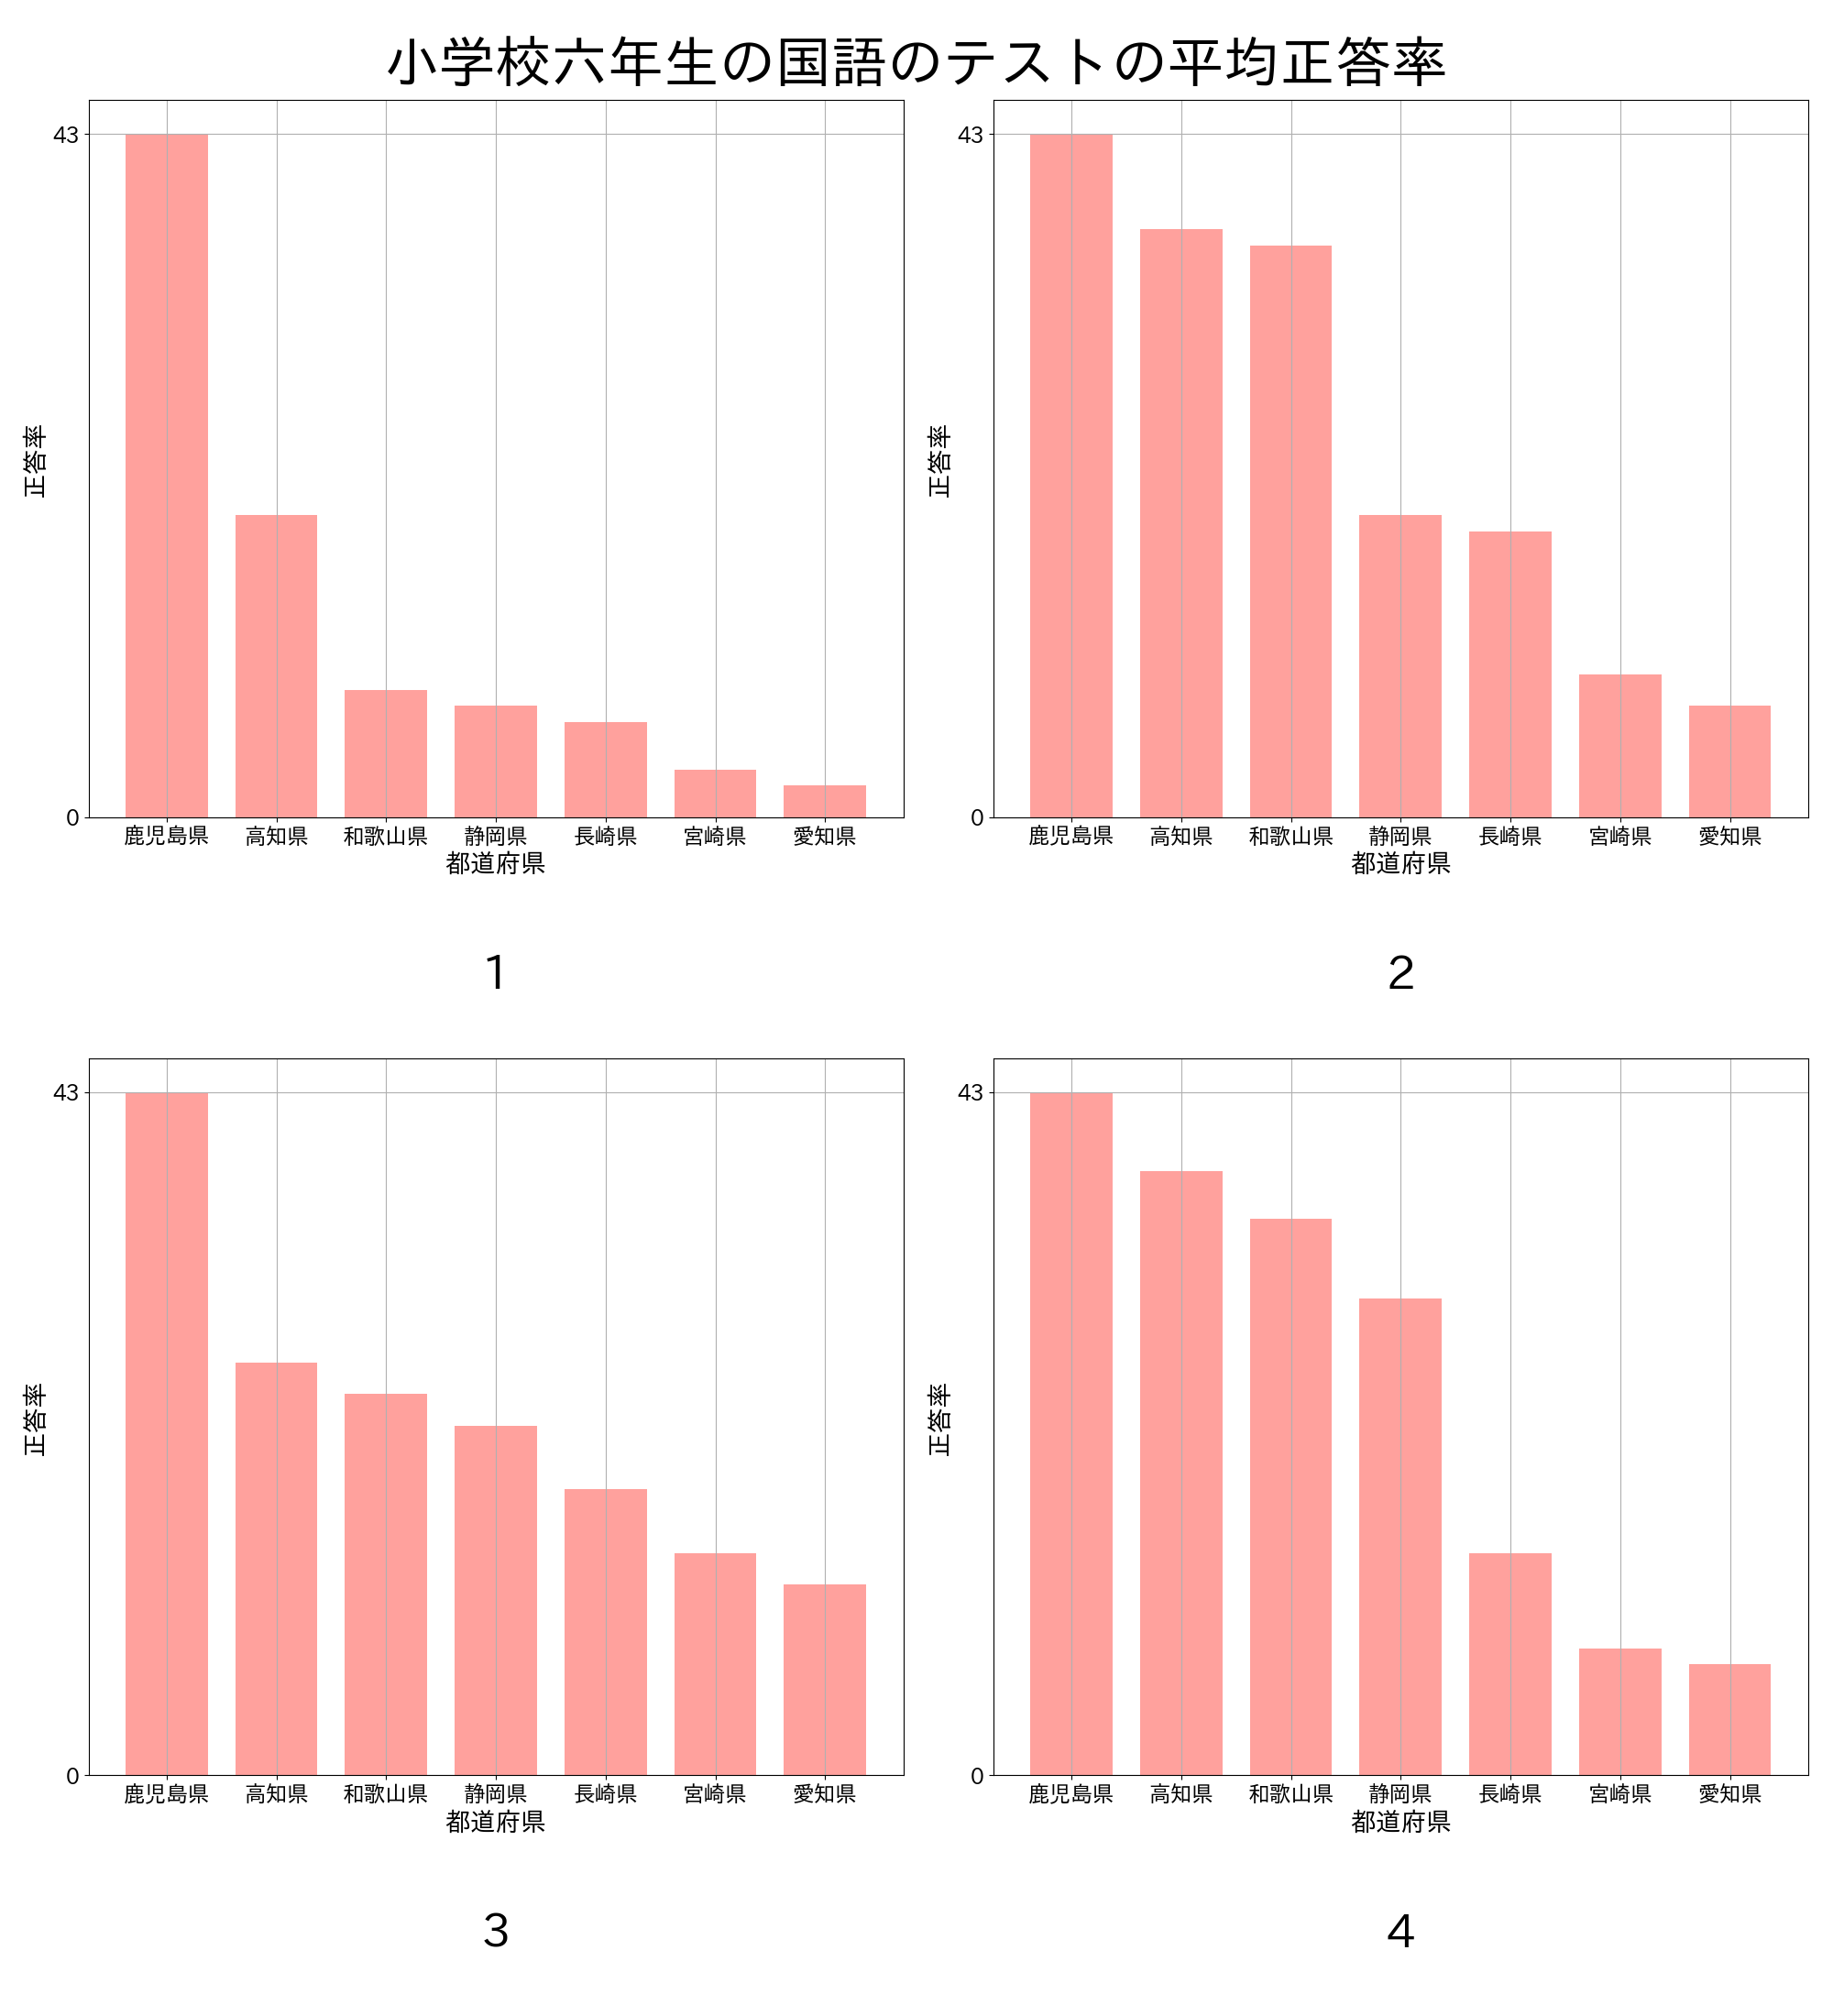 小学校六年生の国語のテストの平均正答率
43
正答率
0
鹿児島県 高知県 和歌山県 静岡県 長崎県 宮崎県 愛知県
都道府県
1
43
正答率
0
鹿児島県 高知県 和歌山県 静岡県 長崎県 宮崎県 愛知県
都道府県
2
43
正答率
0
鹿児島県 高知県 和歌山県 静岡県 長崎県 宮崎県 愛知県
都道府県
3
43
正答率
0
鹿児島県 高知県 和歌山県 静岡県 長崎県 宮崎県 愛知県
都道府県
4